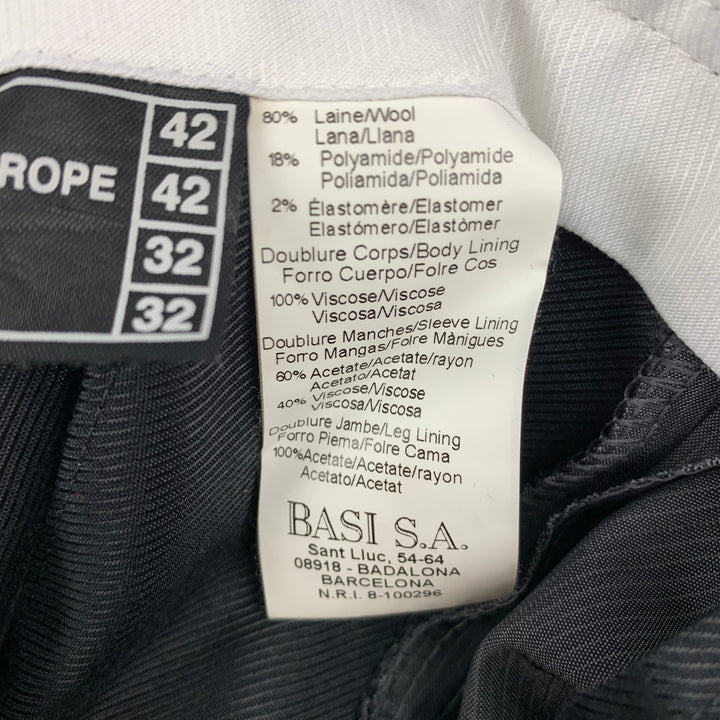 ROPE
42
42
32
32
80% Laine/Wool
Lana/Llana
18% Polyamide/Polyamide
Poliamida/Poliamida
2% Élastomère/Elastomer
Elastómero/Elastòmer
Doublure Corps/Body Lining
Forro Cuerpo/Folre Cos
100% Viscose/Viscose
Viscosa/Viscosa
Doublure Manches/Sleeve Lining
Forro Mangas/Folre Mànigues
60% Acetate/Acetate/rayon
Acetato/Acetat
40% Viscose/Viscose
Viscosa/Viscosa
Doublure Jambe/Leg Lining
Forro Pierna/Folre Cama
100%Acetate/Acetate/rayon
Acetato/Acetat
BASI S.A.
Sant Lluc, 54-64
08918 - BADALONA
BARCELONA
N.R.I. 8-100296